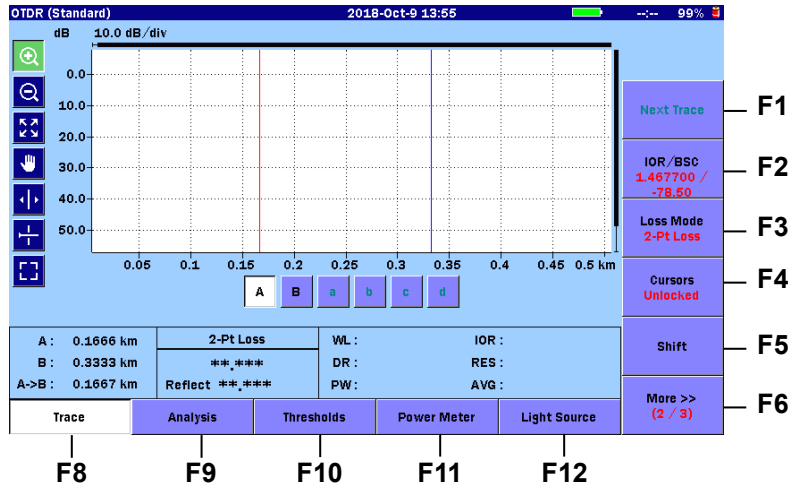 OTDR (Standard) 2018-Oct-9 13:55 --:-- 99%
dB 10.0 dB/div
0.0
10.0
20.0
30.0
40.0
50.0
0.05 0.1 0.15 0.2 0.25 0.3 0.35 0.4 0.45 0.5 km
A B a b c d
Next Trace
F1
IOR/BSC
1.467700 /
-78.50
F2
Loss Mode
2-Pt Loss
F3
Cursors
Unlocked
F4
Shift
F5
More >>
(2 / 3)
F6
A : 0.1666 km
B : 0.3333 km
A->B : 0.1667 km
2-Pt Loss
**.***
Reflect **.***
WL : IOR :
DR : RES :
PW : AVG :
Trace Analysis Thresholds Power Meter Light Source
F8 F9 F10 F11 F12